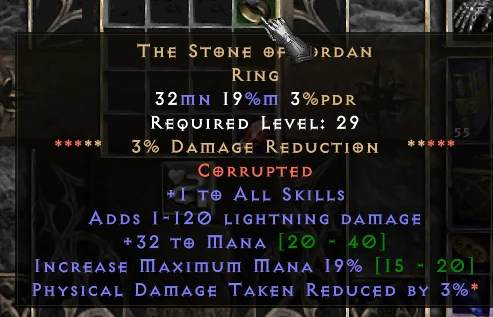 The Stone of Jordan
Ring
32mn 19%m 3%pdr
Required Level: 29
***** 3% Damage Reduction *****
Corrupted
+1 to All Skills
Adds 1-120 lightning damage
+32 to Mana [20 - 40]
Increase Maximum Mana 19% [15 - 20]
Physical Damage Taken Reduced by 3%*
55